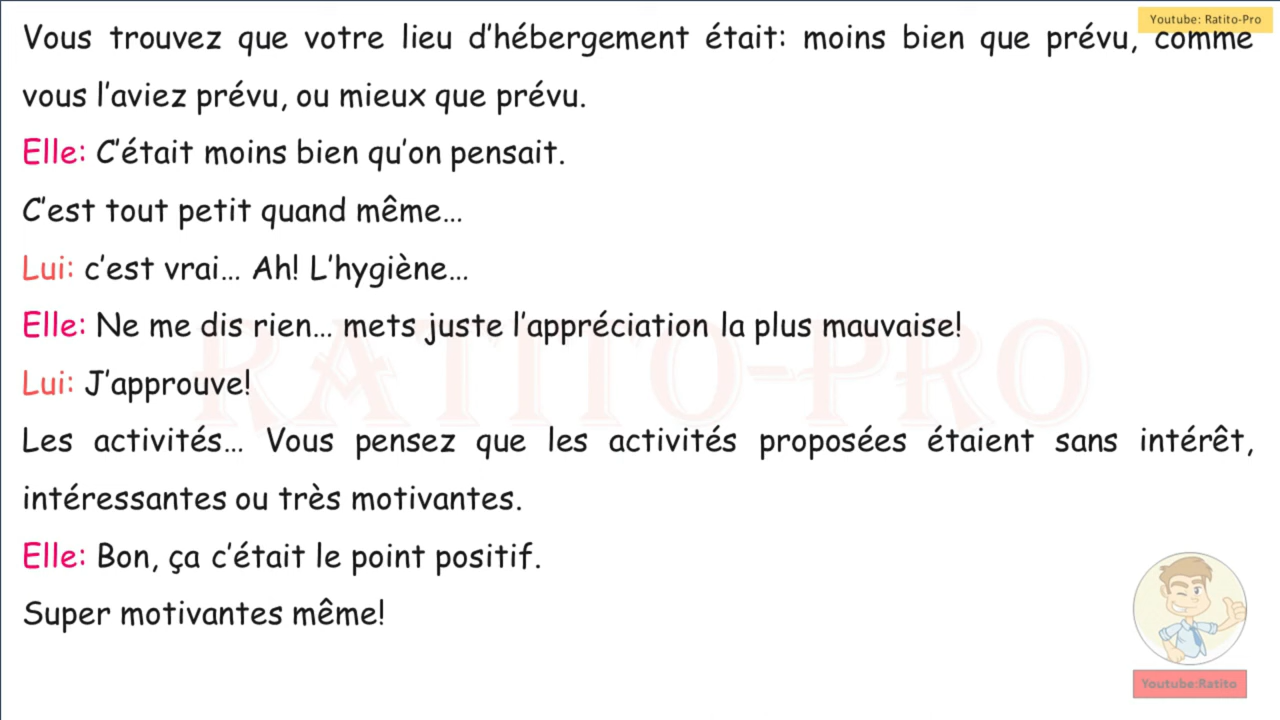 Youtube: Ratito-Pro
Vous trouvez que votre lieu d'hébergement était: moins bien que prévu, comme
vous l'aviez prévu, ou mieux que prévu.
Elle: C'était moins bien qu'on pensait.
C'est tout petit quand même...
Lui: c'est vrai... Ah! L'hygiène...
Elle: Ne me dis rien... mets juste l'appréciation la plus mauvaise!
RATITO-PRO
Lui: J'approuve!
Les activités... Vous pensez que les activités proposées étaient sans intérêt,
intéressantes ou très motivantes.
Elle: Bon, ça c'était le point positif.
Super motivantes même!
Youtube:Ratito